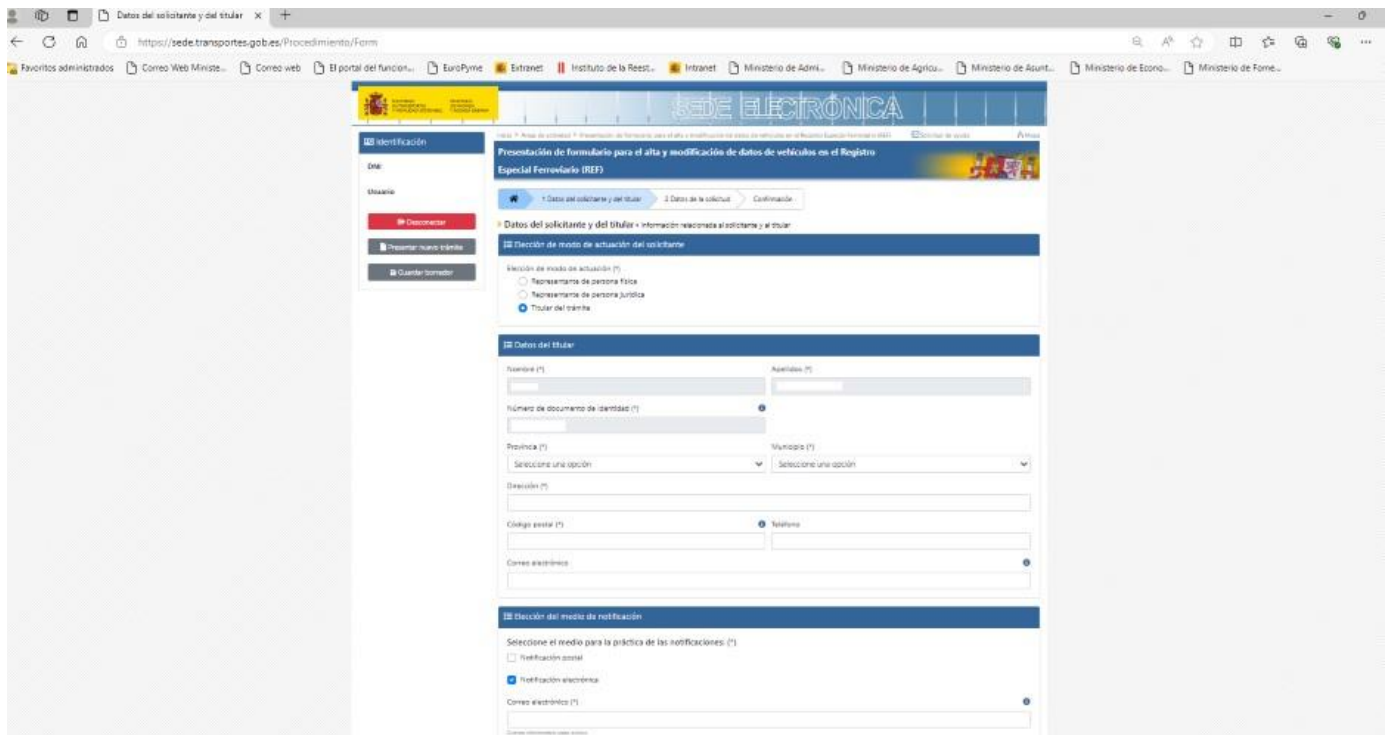 Datos del solicitante y del titular
https://sede.transportes.gob.es/Procedimiento/Form
Favoritos administrados Correo Web Ministe... Correo web El portal del funcion... EuroPyme Extranet Instituto de la Reest... Intranet Ministerio de Admi... Ministerio de Agricu... Ministerio de Asunt... Ministerio de Econo... Ministerio de Fome...
SEDE ELECTRÓNICA
Identificación
DNI
Usuario
Desconectar
Presentar nuevo trámite
Guardar borrador
Presentación de formulario para el alta y modificación de datos de vehículos en el Registro
Especial Ferroviario (REF)
1 Datos del solicitante y del titular 2 Datos de la solicitud Confirmación
Datos del solicitante y del titular • Información relacionada al solicitante y al titular
Elección de modo de actuación del solicitante
Elección de modo de actuación (*)
Representante de persona física
Representante de persona jurídica
Titular del trámite
Datos del titular
Nombre (*) Apellidos (*)
Número de documento de identidad (*)
Provincia (*) Municipio (*)
Seleccione una opción Seleccione una opción
Dirección (*)
Código postal (*) Teléfono
Correo electrónico
Elección del medio de notificación
Seleccione el medio para la práctica de las notificaciones: (*)
Notificación postal
Notificación electrónica
Correo electrónico (*)